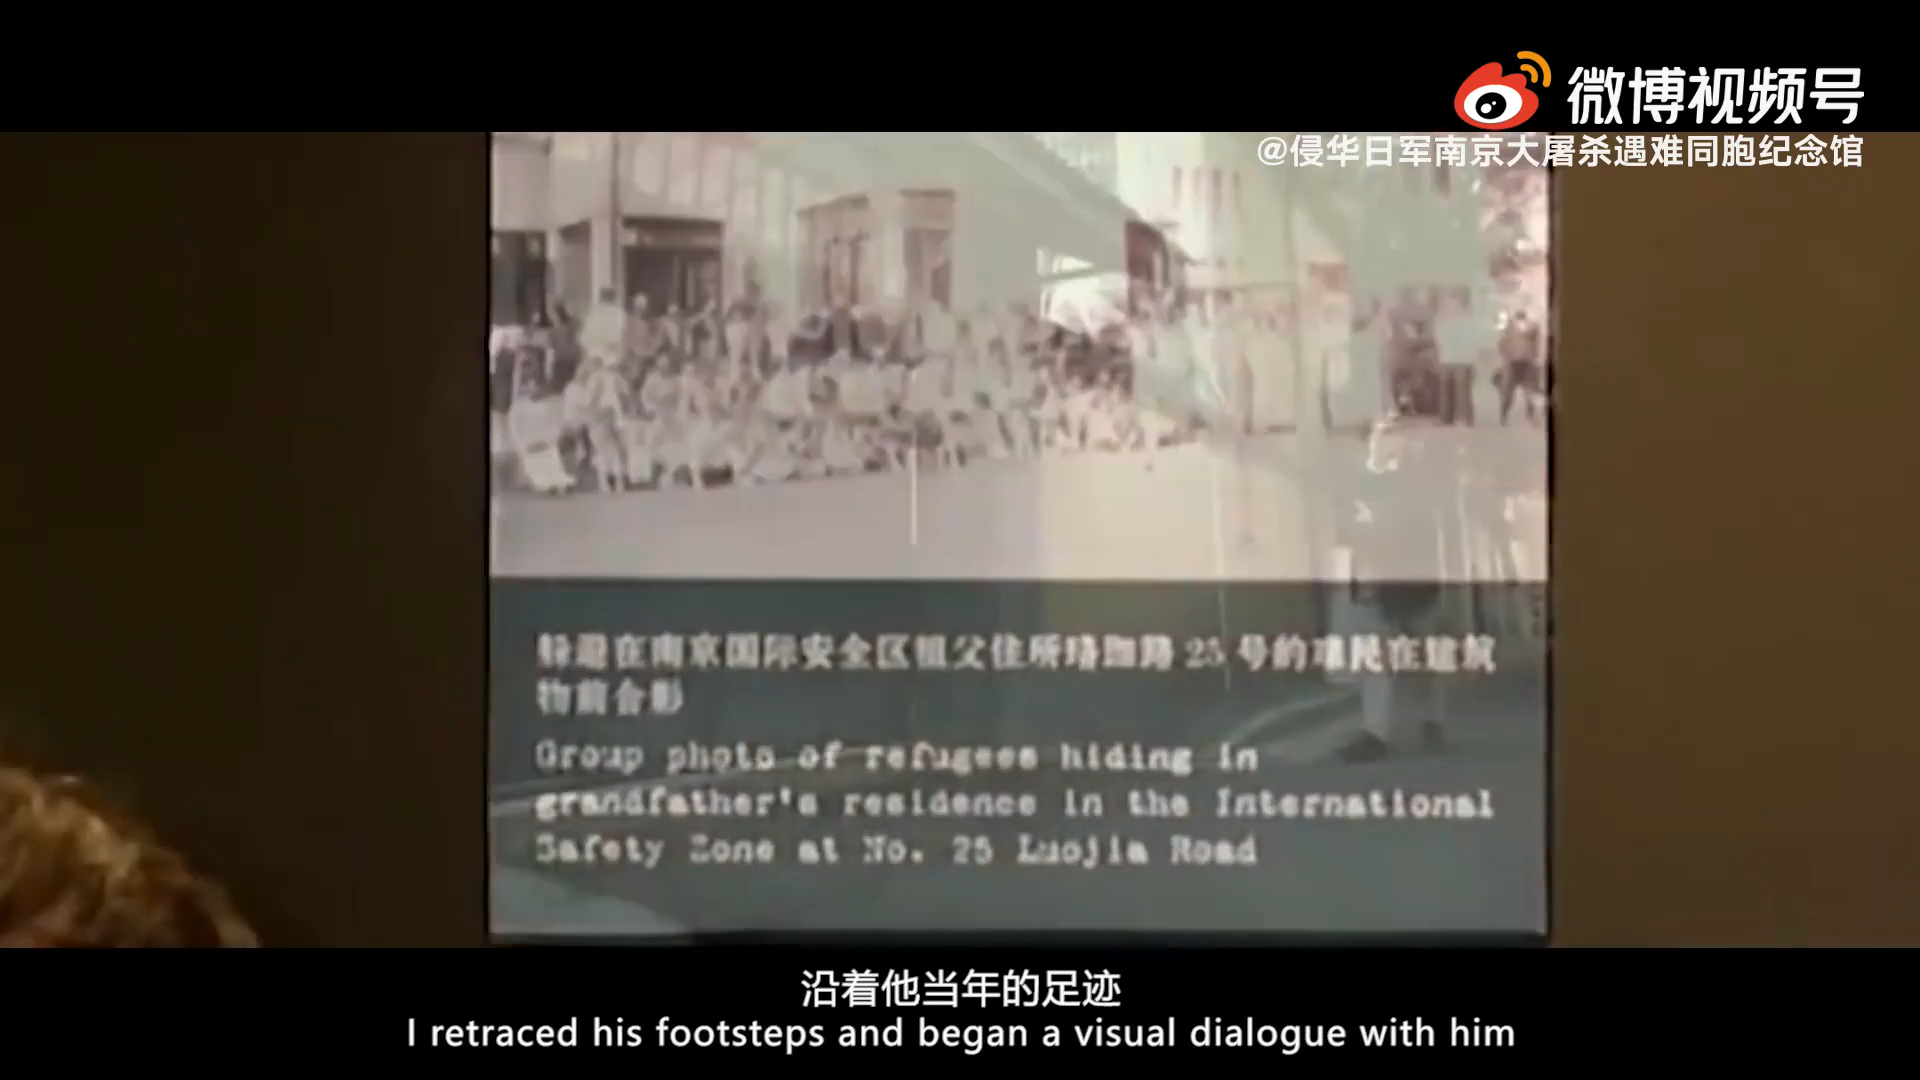 微博视频号
@侵华日军南京大屠杀遇难同胞纪念馆
躲避在南京国际安全区祖父住所珞珈路 25 号的难民在建筑
物前合影
Group photo of refugees hiding in
grandfather's residence in the International
Safety Zone at No. 25 Luojia Road
沿着他当年的足迹
I retraced his footsteps and began a visual dialogue with him